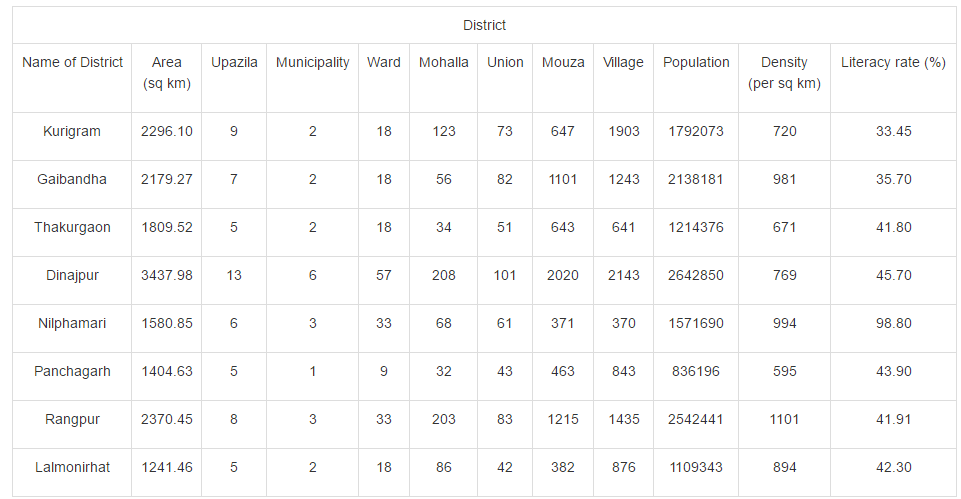 District
Name of District Area (sq km) Upazila Municipality Ward Mohalla Union Mouza Village Population Density (per sq km) Literacy rate (%)
Kurigram 2296.10 9 2 18 123 73 647 1903 1792073 720 33.45
Gaibandha 2179.27 7 2 18 56 82 1101 1243 2138181 981 35.70
Thakurgaon 1809.52 5 2 18 34 51 643 641 1214376 671 41.80
Dinajpur 3437.98 13 6 57 208 101 2020 2143 2642850 769 45.70
Nilphamari 1580.85 6 3 33 68 61 371 370 1571690 994 98.80
Panchagarh 1404.63 5 1 9 32 43 463 843 836196 595 43.90
Rangpur 2370.45 8 3 33 203 83 1215 1435 2542441 1101 41.91
Lalmonirhat 1241.46 5 2 18 86 42 382 876 1109343 894 42.30